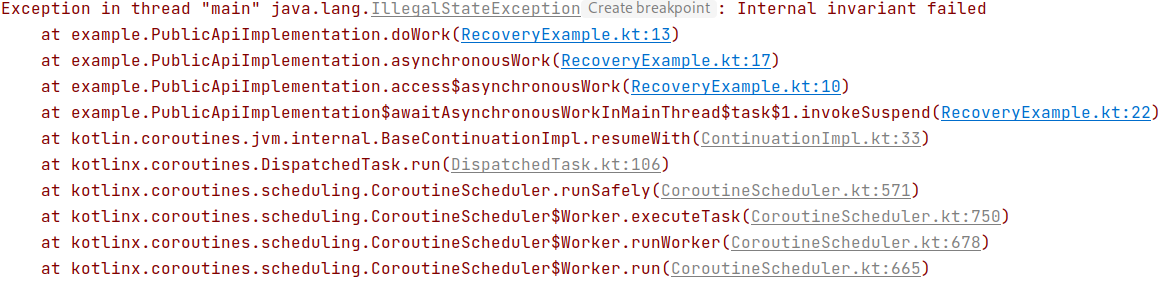 Exception in thread "main" java.lang.IllegalStateException Create breakpoint : Internal invariant failed
at example.PublicApiImplementation.doWork(RecoveryExample.kt:13)
at example.PublicApiImplementation.asynchronousWork(RecoveryExample.kt:17)
at example.PublicApiImplementation.access$asynchronousWork(RecoveryExample.kt:10)
at example.PublicApiImplementation$awaitAsynchronousWorkInMainThread$task$1.invokeSuspend(RecoveryExample.kt:22)
at kotlin.coroutines.jvm.internal.BaseContinuationImpl.resumeWith(ContinuationImpl.kt:33)
at kotlinx.coroutines.DispatchedTask.run(DispatchedTask.kt:106)
at kotlinx.coroutines.scheduling.CoroutineScheduler.runSafely(CoroutineScheduler.kt:571)
at kotlinx.coroutines.scheduling.CoroutineScheduler$Worker.executeTask(CoroutineScheduler.kt:750)
at kotlinx.coroutines.scheduling.CoroutineScheduler$Worker.runWorker(CoroutineScheduler.kt:678)
at kotlinx.coroutines.scheduling.CoroutineScheduler$Worker.run(CoroutineScheduler.kt:665)